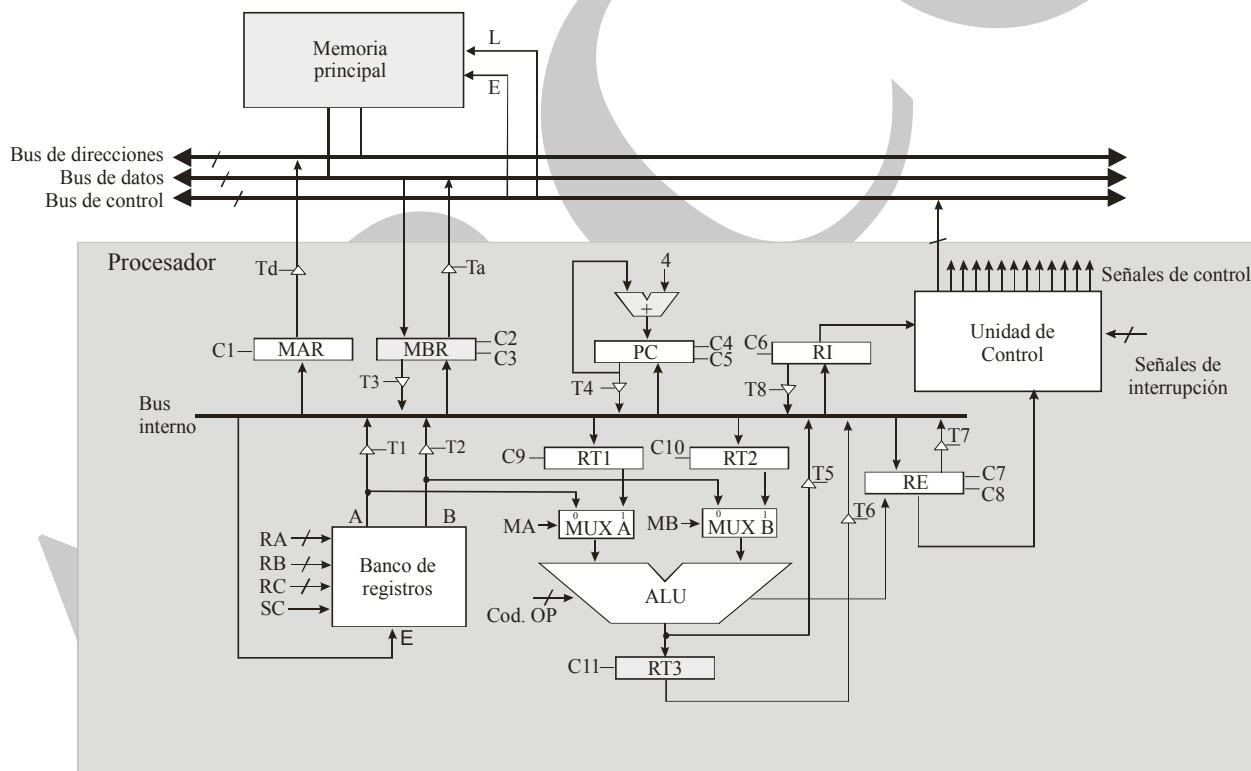 Memoria
principal
L
E
Bus de direcciones
Bus de datos
Bus de control
Procesador
Td
Ta
4
+
Señales de control
Unidad de
Control
Señales de
interrupción
C1
MAR
MBR
C2
C3
PC
C4
C5
C6
RI
T3
T4
T8
Bus
interno
T1
T2
C9
RT1
C10
RT2
T5
T7
RE
C7
C8
T6
A
B
MA
0
1
MUX A
MB
0
1
MUX B
RA
RB
RC
SC
Banco de
registros
E
ALU
Cod. OP
C11
RT3